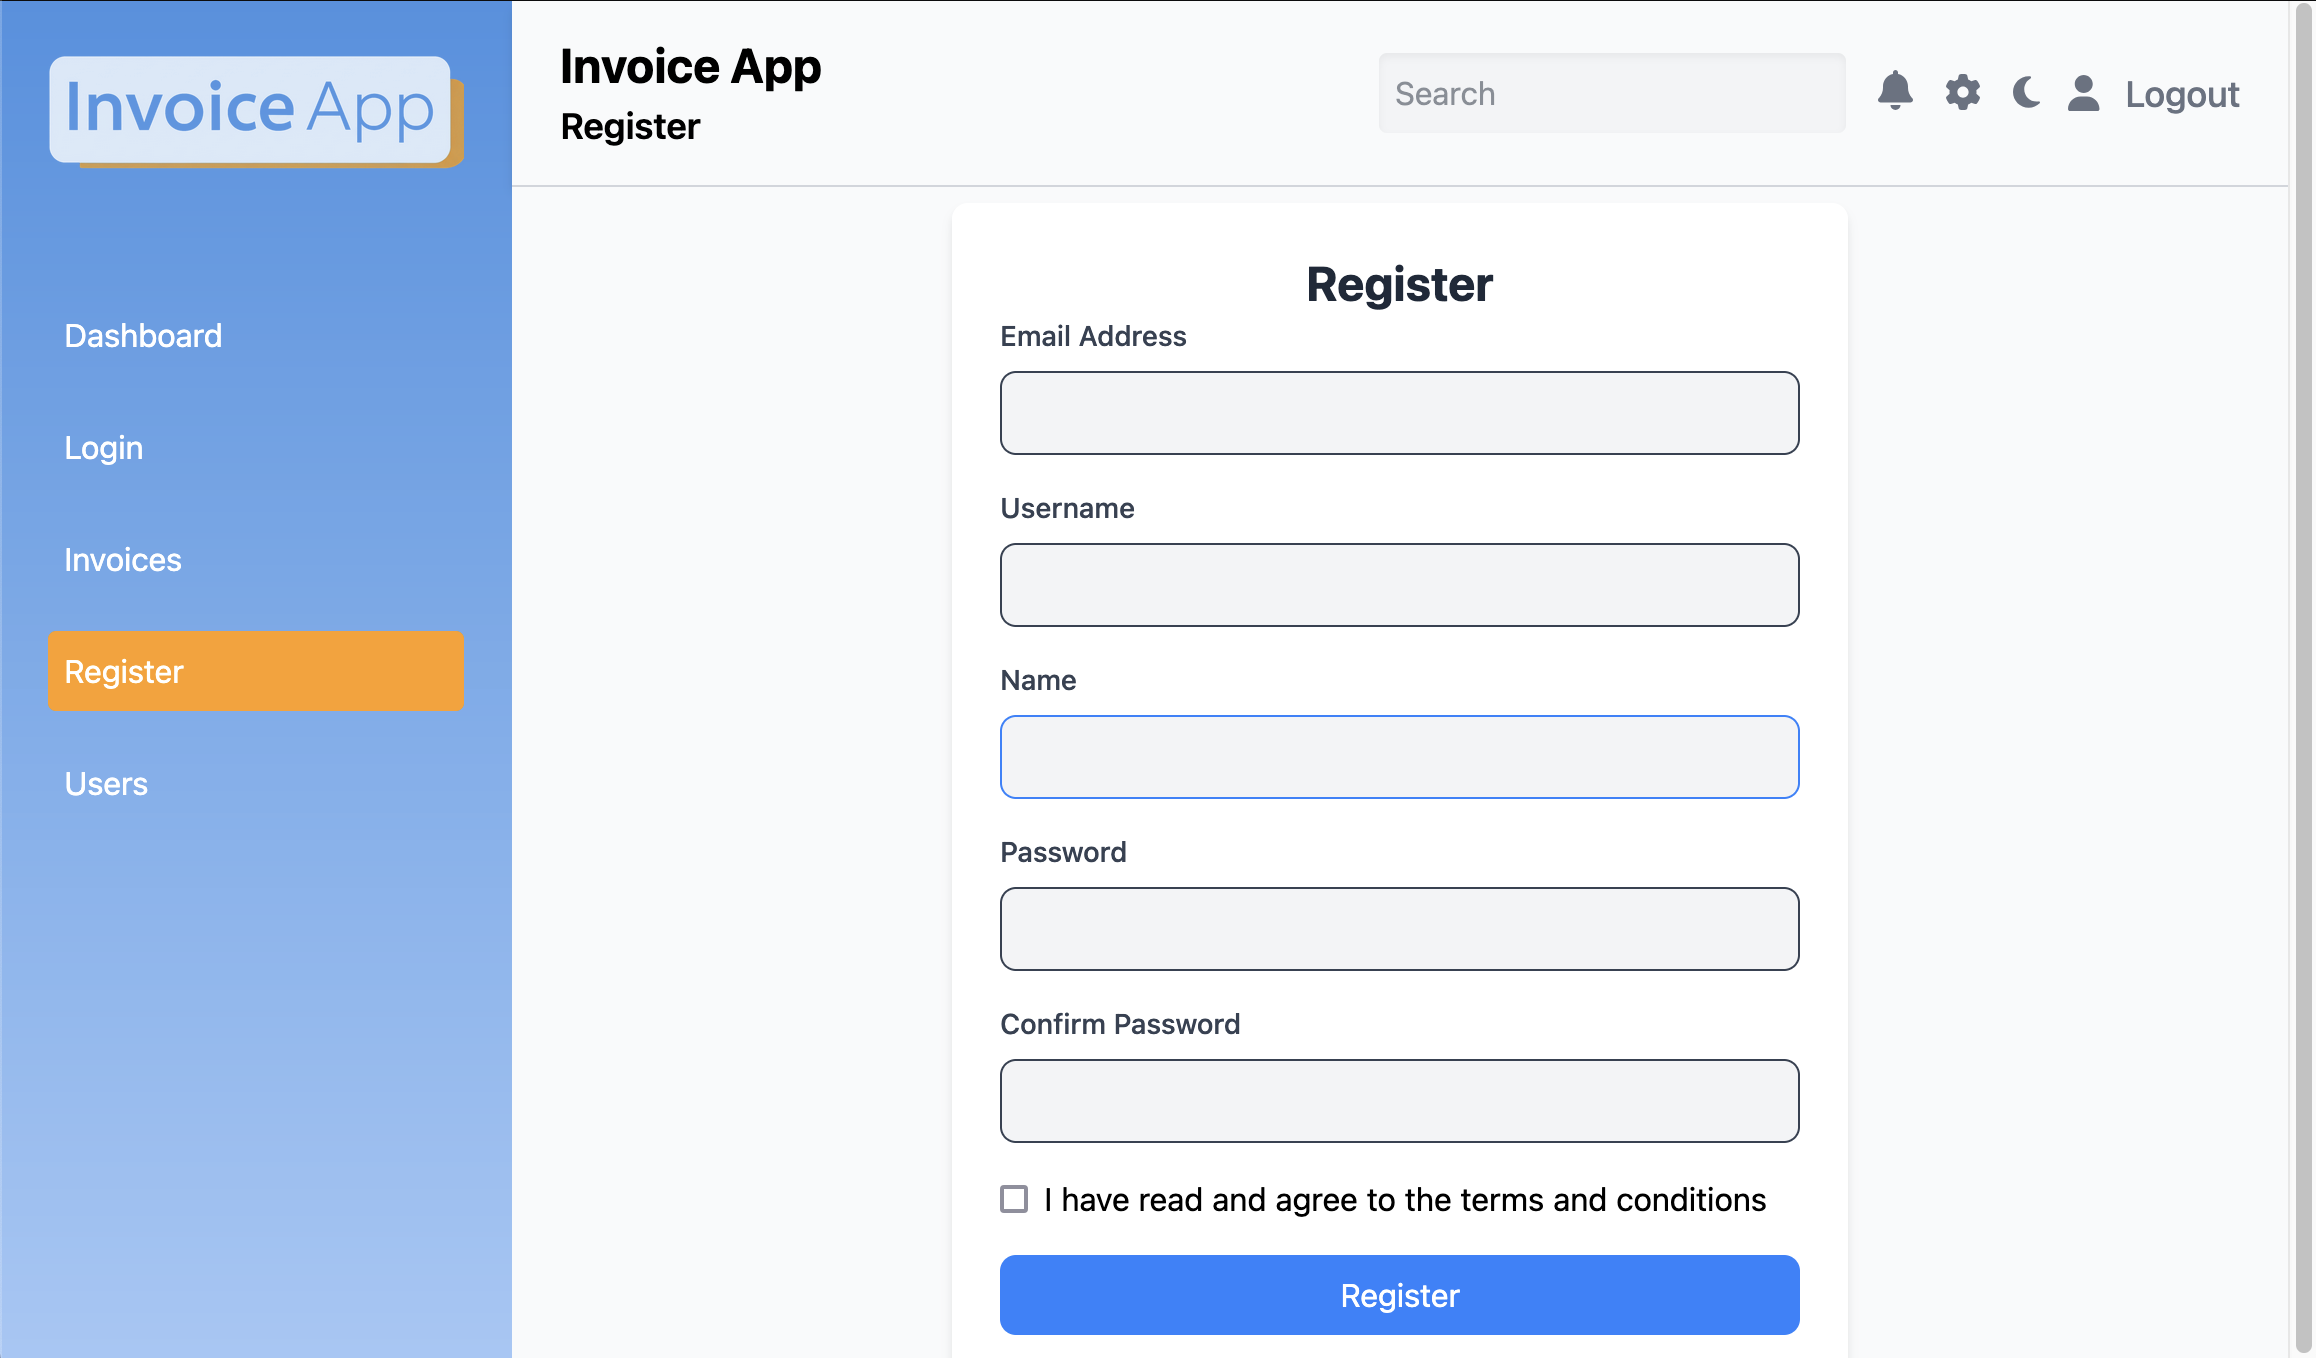 Invoice App
Dashboard
Login
Invoices
Register
Users
Invoice App
Register
Search
Logout
Register
Email Address
Username
Name
Password
Confirm Password
I have read and agree to the terms and conditions
Register